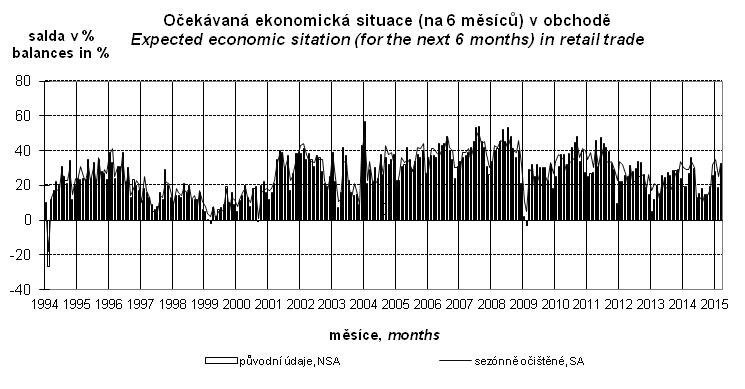 Očekávaná ekonomická situace (na 6 měsíců) v obchodě
Expected economic sitation (for the next 6 months) in retail trade
salda v %
balances in %
80
60
40
20
0
-20
-40
1994 1995 1996 1997 1998 1999 2000 2001 2002 2003 2004 2005 2006 2007 2008 2009 2010 2011 2012 2013 2014 2015
měsíce, months
původní údaje, NSA sezónně očištěné, SA